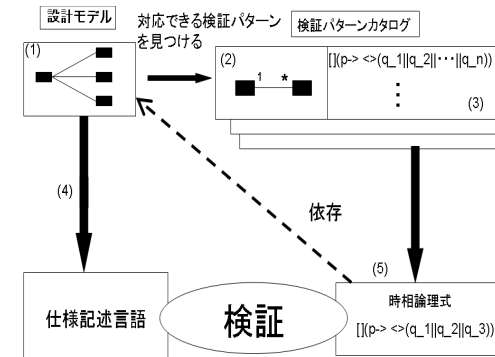 設計モデル
対応できる検証パターン
を見つける
検証パターンカタログ
(1)
(2)
1
*
[](p-> <>(q_1||q_2||・・・||q_n))
(3)
(4)
依存
(5)
仕様記述言語
検証
時相論理式
[](p-> <>(q_1||q_2||q_3)